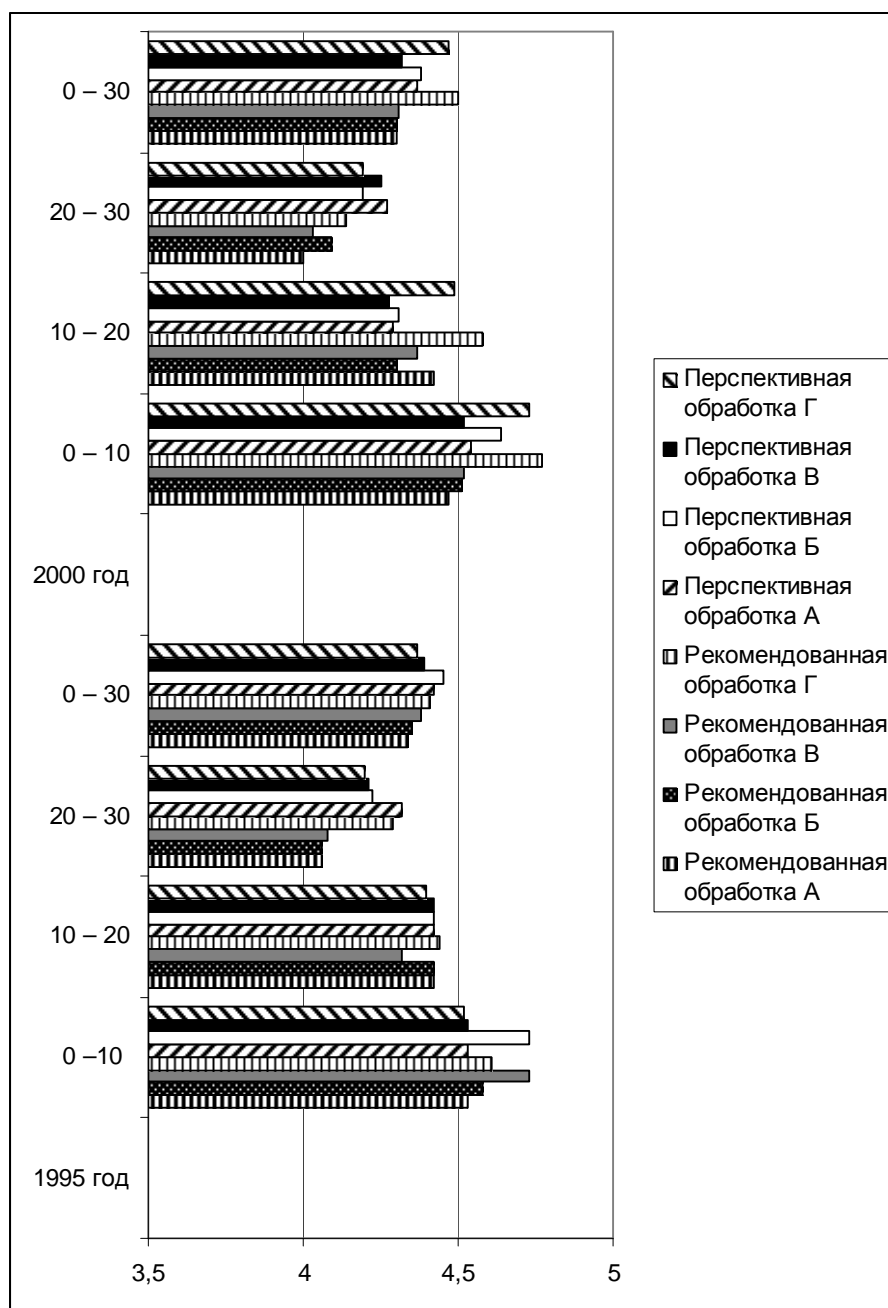 0 – 30
20 – 30
10 – 20
0 – 10
2000 год
0 – 30
20 – 30
10 – 20
0 –10
1995 год
3,5 4 4,5 5
Перспективная
обработка Г
Перспективная
обработка В
Перспективная
обработка Б
Перспективная
обработка А
Рекомендованная
обработка Г
Рекомендованная
обработка В
Рекомендованная
обработка Б
Рекомендованная
обработка А